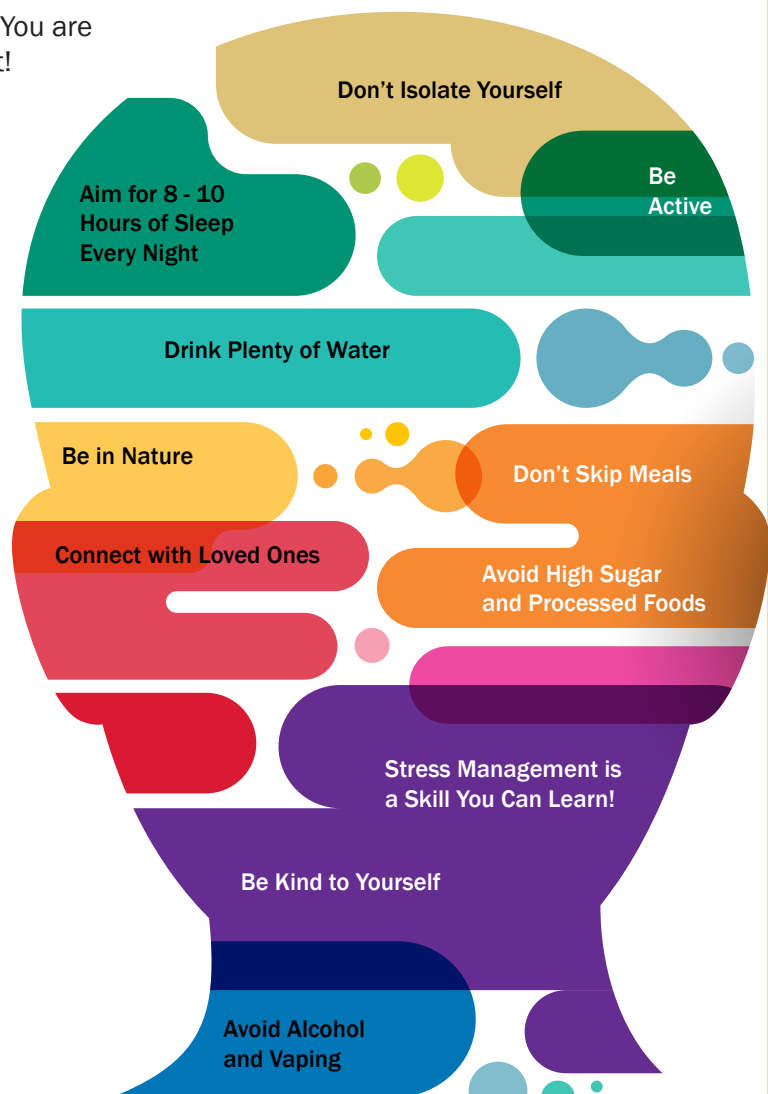 You are
t!
Don't Isolate Yourself
Be
Active
Aim for 8 - 10
Hours of Sleep
Every Night
Drink Plenty of Water
Be in Nature
Don't Skip Meals
Connect with Loved Ones
Avoid High Sugar
and Processed Foods
Stress Management is
a Skill You Can Learn!
Be Kind to Yourself
Avoid Alcohol
and Vaping